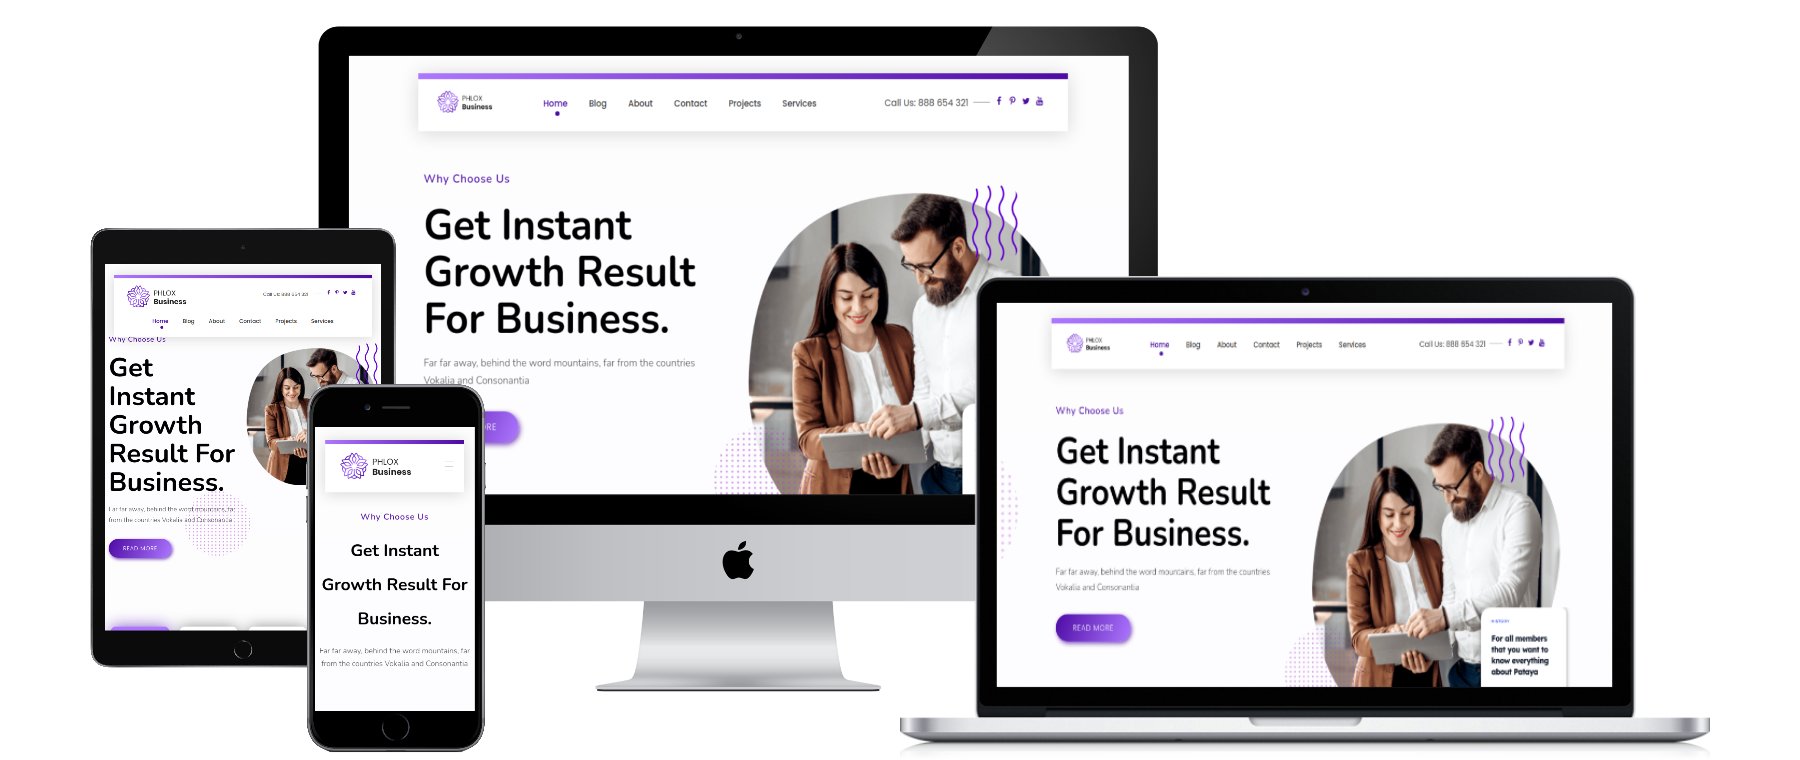 PHLOX
Business
Home Blog About Contact Projects Services
Call Us: 888 654 321
Why Choose Us
Get Instant
Growth Result
For Business.
Far far away, behind the word mountains, far from the countries
Vokalia and Consonantia
RE
PHLOX
Business
Call Us: 888 654 321
Home Blog About Contact Projects Services
Why Choose Us
Get
Instant
Growth
Result For
Business.
Far far away, behind the word mountains, far
from the countries Vokalia and Consonantia
READ MORE
PHLOX
Business
Why Choose Us
Get Instant
Growth Result For
Business.
Far far away, behind the word mountains, far
from the countries Vokalia and Consonantia
PHLOX
Business
Home Blog About Contact Projects Services
Call Us: 888 654 321
Why Choose Us
Get Instant
Growth Result
For Business.
Far far away, behind the word mountains, far from the countries
Vokalia and Consonantia
READ MORE
For all members
that you want to
know everything
about Pataya